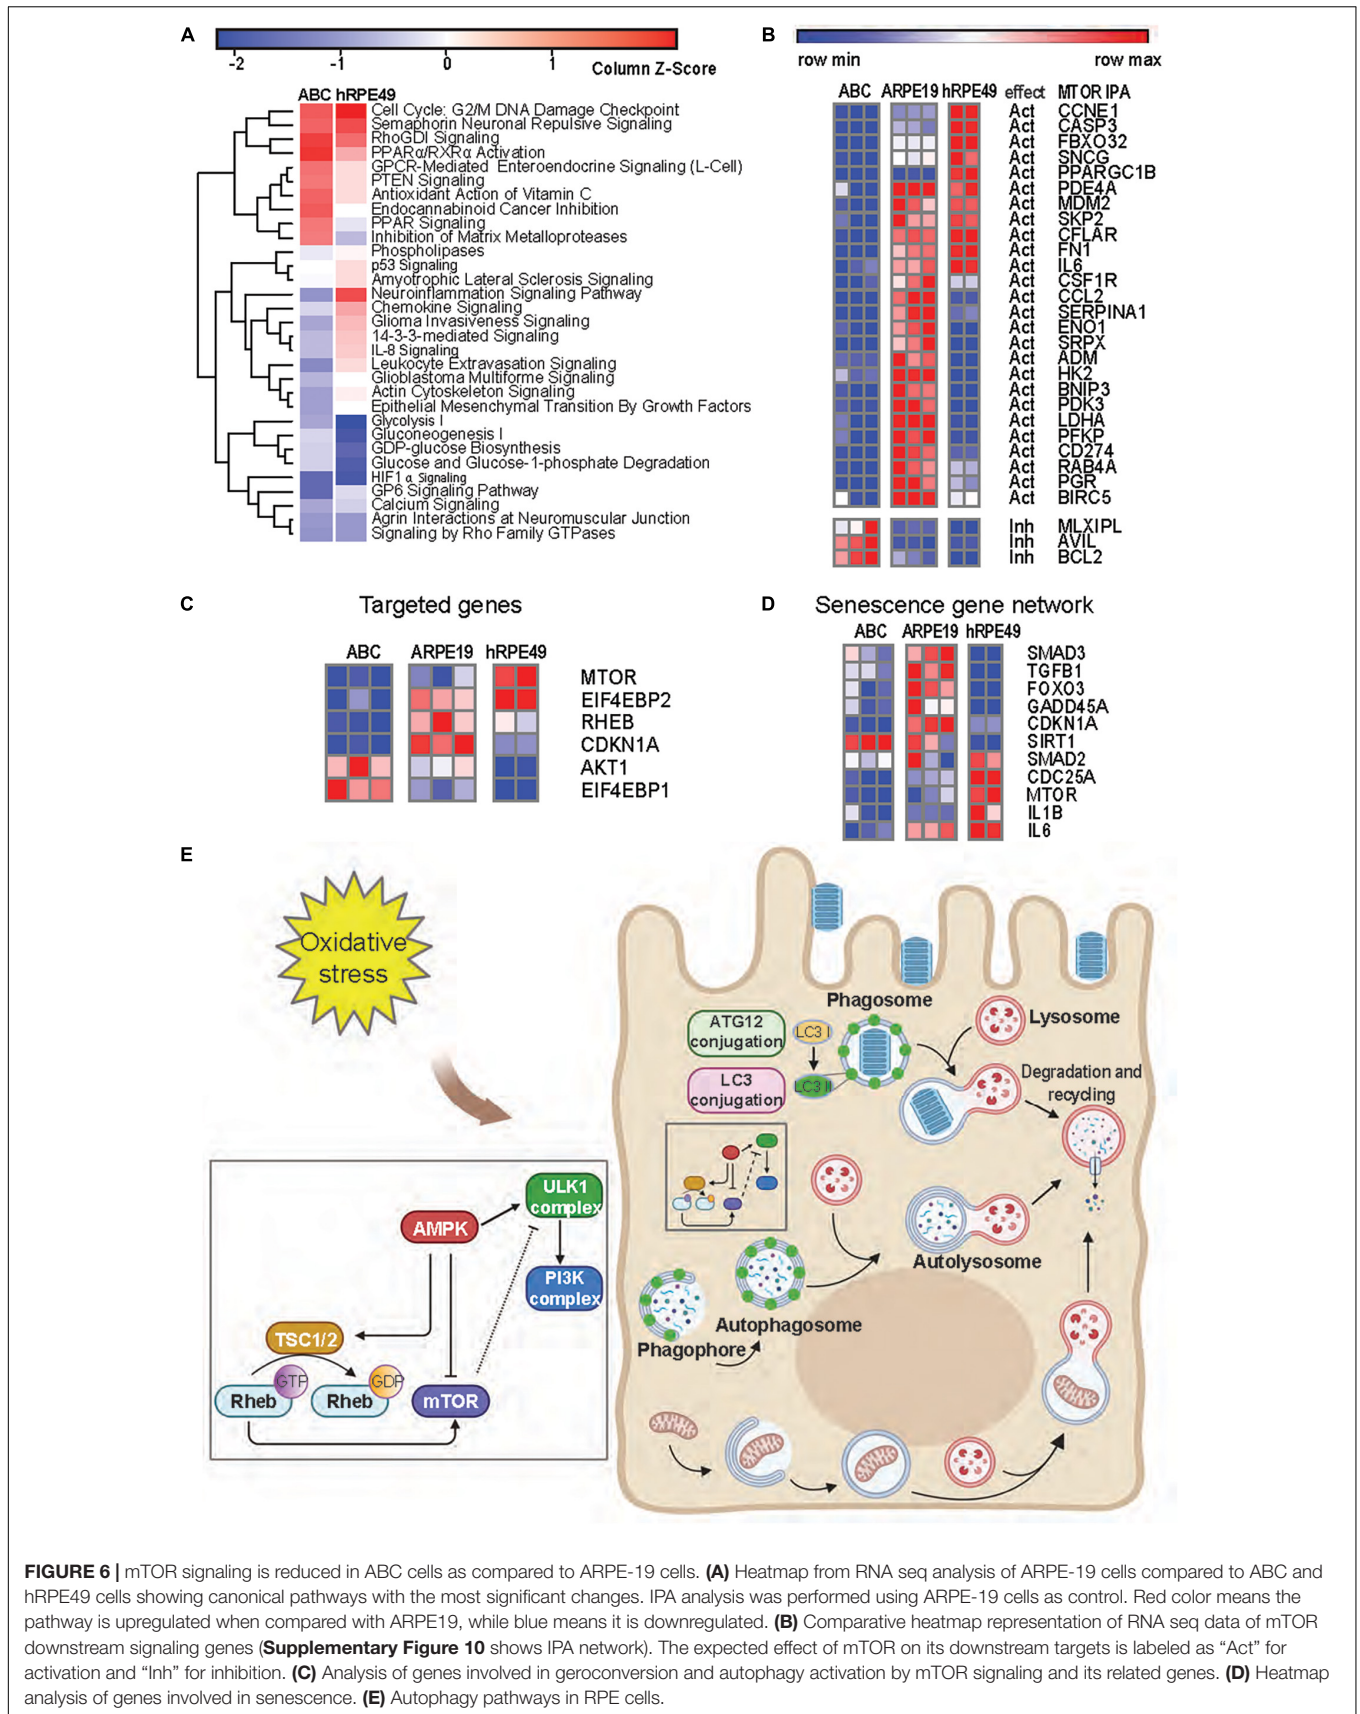 A
-2 -1 0 1
Column Z-Score
ABC hRPE49
Cell Cycle: G2/M DNA Damage Checkpoint
Semaphorin Neuronal Repulsive Signaling
RhoGDI Signaling
PPARα/RXRα Activation
GPCR-Mediated Enteroendocrine Signaling (L-Cell)
PTEN Signaling
Antioxidant Action of Vitamin C
Endocannabinoid Cancer Inhibition
PPAR Signaling
Inhibition of Matrix Metalloproteases
Phospholipases
p53 Signaling
Amyotrophic Lateral Sclerosis Signaling
Neuroinflammation Signaling Pathway
Chemokine Signaling
Glioma Invasiveness Signaling
14-3-3-mediated Signaling
IL-8 Signaling
Leukocyte Extravasation Signaling
Glioblastoma Multiforme Signaling
Actin Cytoskeleton Signaling
Epithelial Mesenchymal Transition By Growth Factors
Glycolysis I
Gluconeogenesis I
GDP-glucose Biosynthesis
Glucose and Glucose-1-phosphate Degradation
HIF1 α Signaling
GP6 Signaling Pathway
Calcium Signaling
Agrin Interactions at Neuromuscular Junction
Signaling by Rho Family GTPases
B
row min row max
ABC ARPE19 hRPE49 effect MTOR IPA
Act CCNE1
Act CASP3
Act FBXO32
Act SNCG
Act PPARGC1B
Act PDE4A
Act MDM2
Act SKP2
Act CFLAR
Act FN1
Act IL6
Act CSF1R
Act CCL2
Act SERPINA1
Act ENO1
Act SRPX
Act ADM
Act HK2
Act BNIP3
Act PDK3
Act LDHA
Act PFKP
Act CD274
Act RAB4A
Act PGR
Act BIRC5
Inh MLXIPL
Inh AVIL
Inh BCL2
C
Targeted genes
ABC ARPE19 hRPE49
MTOR
EIF4EBP2
RHEB
CDKN1A
AKT1
EIF4EBP1
D
Senescence gene network
ABC ARPE19 hRPE49
SMAD3
TGFB1
FOXO3
GADD45A
CDKN1A
SIRT1
SMAD2
CDC25A
MTOR
IL1B
IL6
E
Oxidative
stress
ULK1
complex
AMPK
PI3K
complex
TSC1/2
GTP
GDP
Rheb
Rheb
mTOR
Phagosome
ATG12
conjugation
LC3 I
Lysosome
LC3
conjugation
LC3 II
Degradation and
recycling
Autolysosome
Autophagosome
Phagophore
FIGURE 6 | mTOR signaling is reduced in ABC cells as compared to ARPE-19 cells. (A) Heatmap from RNA seq analysis of ARPE-19 cells compared to ABC and
hRPE49 cells showing canonical pathways with the most significant changes. IPA analysis was performed using ARPE-19 cells as control. Red color means the
pathway is upregulated when compared with ARPE19, while blue means it is downregulated. (B) Comparative heatmap representation of RNA seq data of mTOR
downstream signaling genes (Supplementary Figure 10 shows IPA network). The expected effect of mTOR on its downstream targets is labeled as “Act” for
activation and “Inh” for inhibition. (C) Analysis of genes involved in geroconversion and autophagy activation by mTOR signaling and its related genes. (D) Heatmap
analysis of genes involved in senescence. (E) Autophagy pathways in RPE cells.